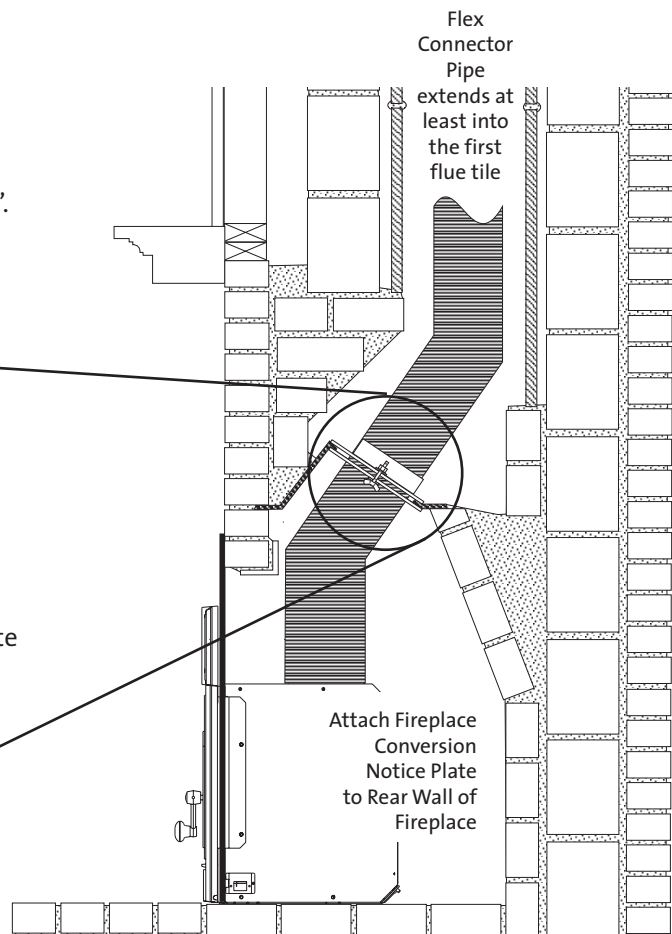 Flex
Connector
Pipe
extends at
least into
the first
flue tile
”.
te
Attach Fireplace
Conversion
Notice Plate
to Rear Wall of
Fireplace